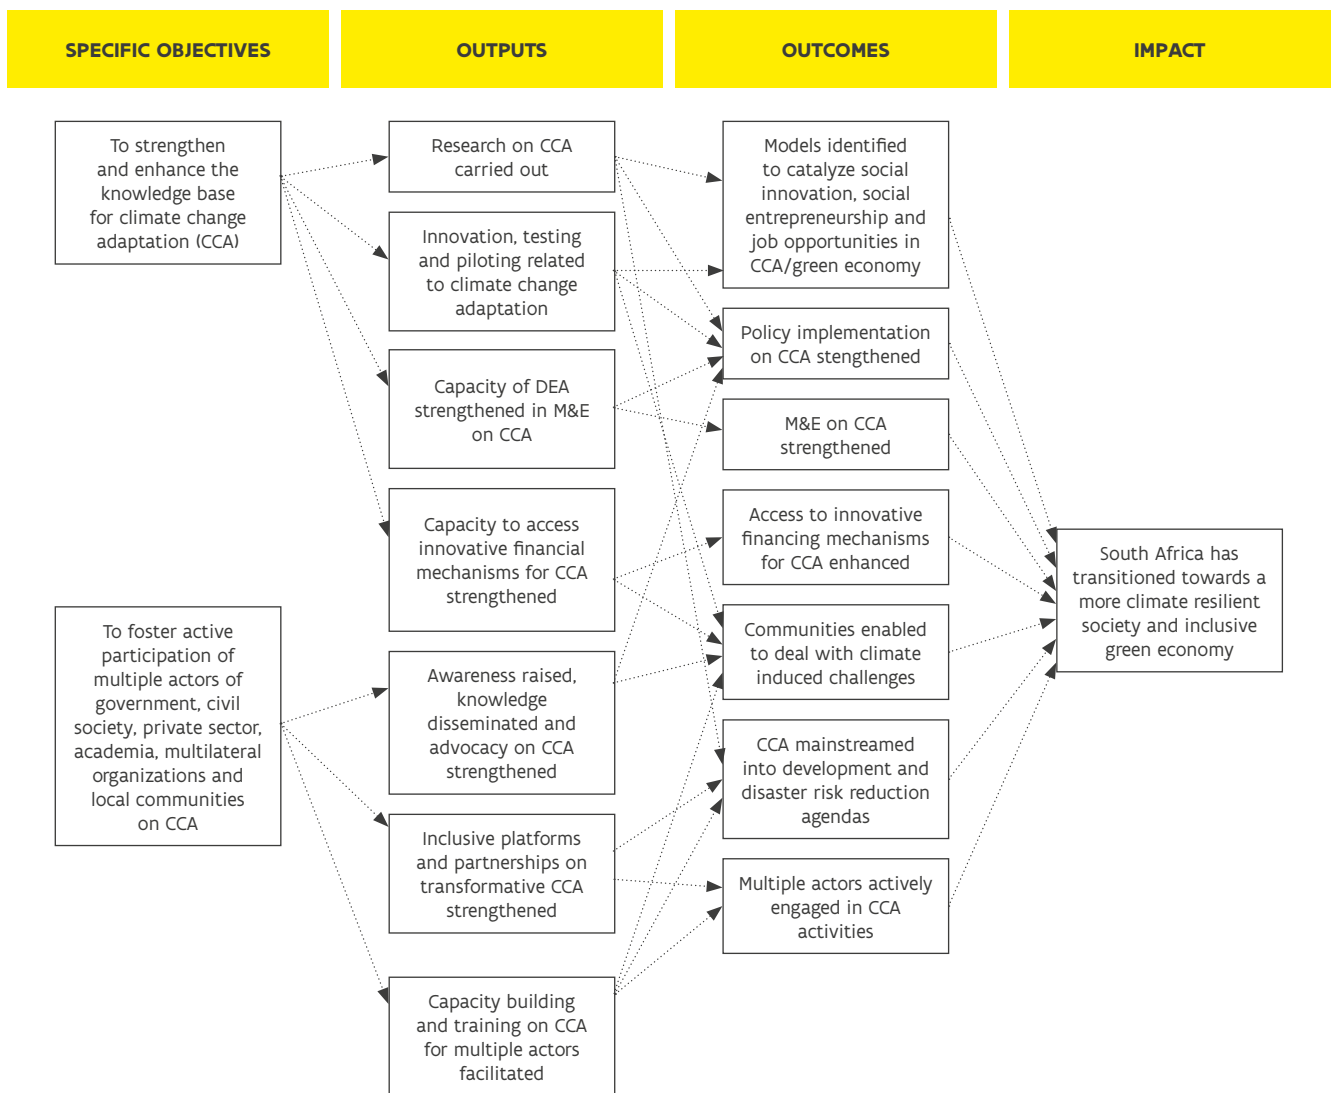 SPECIFIC OBJECTIVES
OUTPUTS
OUTCOMES
IMPACT
To strengthen
and enhance the
knowledge base
for climate change
adaptation (CCA)
To foster active
participation of
multiple actors of
government, civil
society, private sector,
academia, multilateral
organizations and
local communities
on CCA
Research on CCA
carried out
Innovation, testing
and piloting related
to climate change
adaptation
Capacity of DEA
strengthened in M&E
on CCA
Capacity to access
innovative financial
mechanisms for CCA
strengthened
Awareness raised,
knowledge
disseminated and
advocacy on CCA
strengthened
Inclusive platforms
and partnerships on
transformative CCA
strengthened
Capacity building
and training on CCA
for multiple actors
facilitated
Models identified
to catalyze social
innovation, social
entrepreneurship and
job opportunities in
CCA/green economy
Policy implementation
on CCA stengthened
M&E on CCA
strengthened
Access to innovative
financing mechanisms
for CCA enhanced
Communities enabled
to deal with climate
induced challenges
CCA mainstreamed
into development and
disaster risk reduction
agendas
Multiple actors actively
engaged in CCA
activities
South Africa has
transitioned towards a
more climate resilient
society and inclusive
green economy